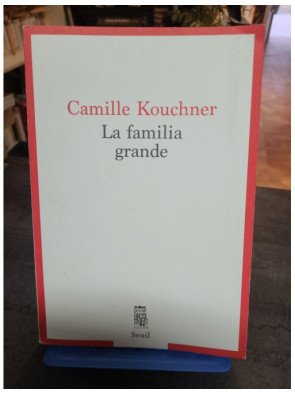 Camille Kouchner
La familia
grande
Seuil